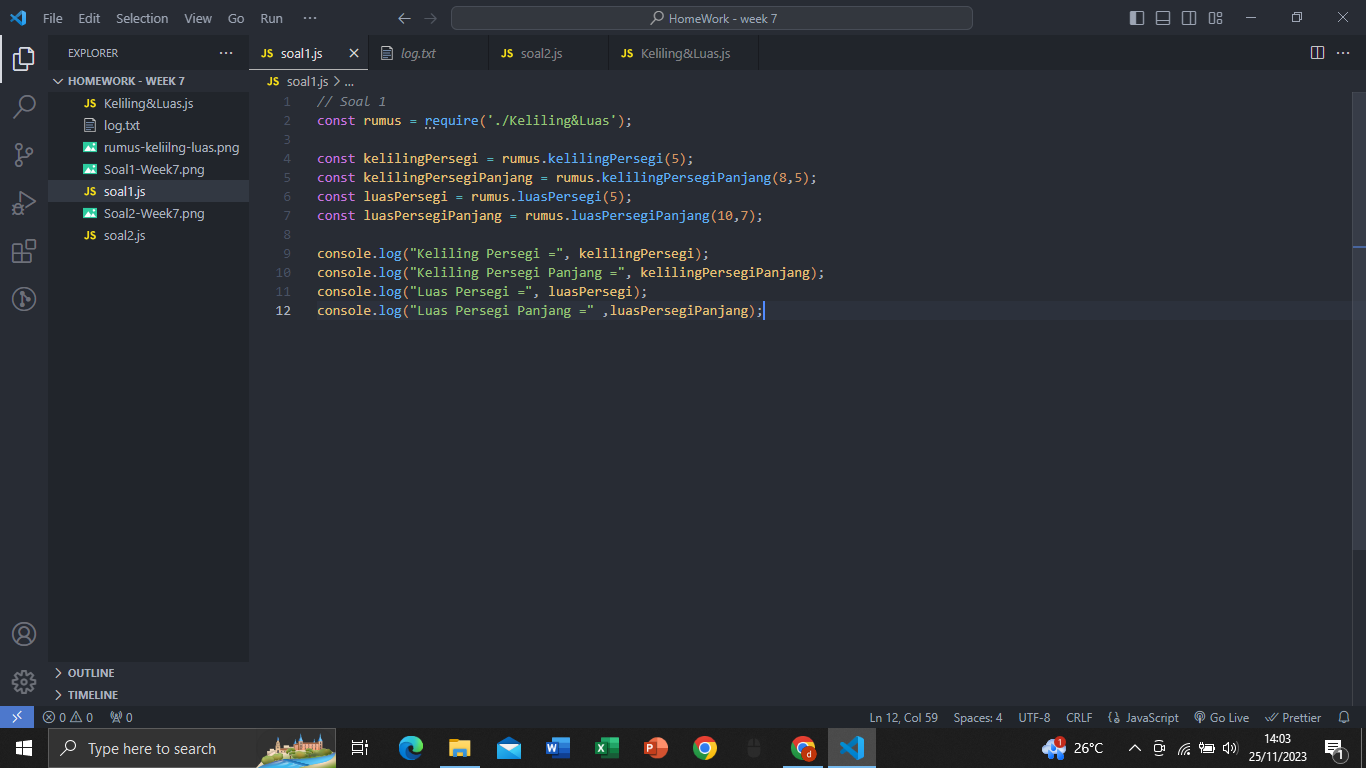 File Edit Selection View Go Run ··· HomeWork - week 7
EXPLORER ···
HOMEWORK - WEEK 7
JS Keliling&Luas.js
log.txt
rumus-keliilng-luas.png
Soal1-Week7.png
JS soal1.js
Soal2-Week7.png
JS soal2.js
OUTLINE
TIMELINE
JS soal1.js log.txt JS soal2.js JS Keliling&Luas.js
JS soal1.js > ...
1 // Soal 1
2 const rumus = require('./Keliling&Luas');
3
4 const kelilingPersegi = rumus.kelilingPersegi(5);
5 const kelilingPersegiPanjang = rumus.kelilingPersegiPanjang(8,5);
6 const luasPersegi = rumus.luasPersegi(5);
7 const luasPersegiPanjang = rumus.luasPersegiPanjang(10,7);
8
9 console.log("Keliling Persegi =", kelilingPersegi);
10 console.log("Keliling Persegi Panjang =", kelilingPersegiPanjang);
11 console.log("Luas Persegi =", luasPersegi);
12 console.log("Luas Persegi Panjang =" ,luasPersegiPanjang);
0 0 0 Ln 12, Col 59 Spaces: 4 UTF-8 CRLF {} JavaScript Go Live Prettier
Type here to search 1 26°C 14:03
25/11/2023 1